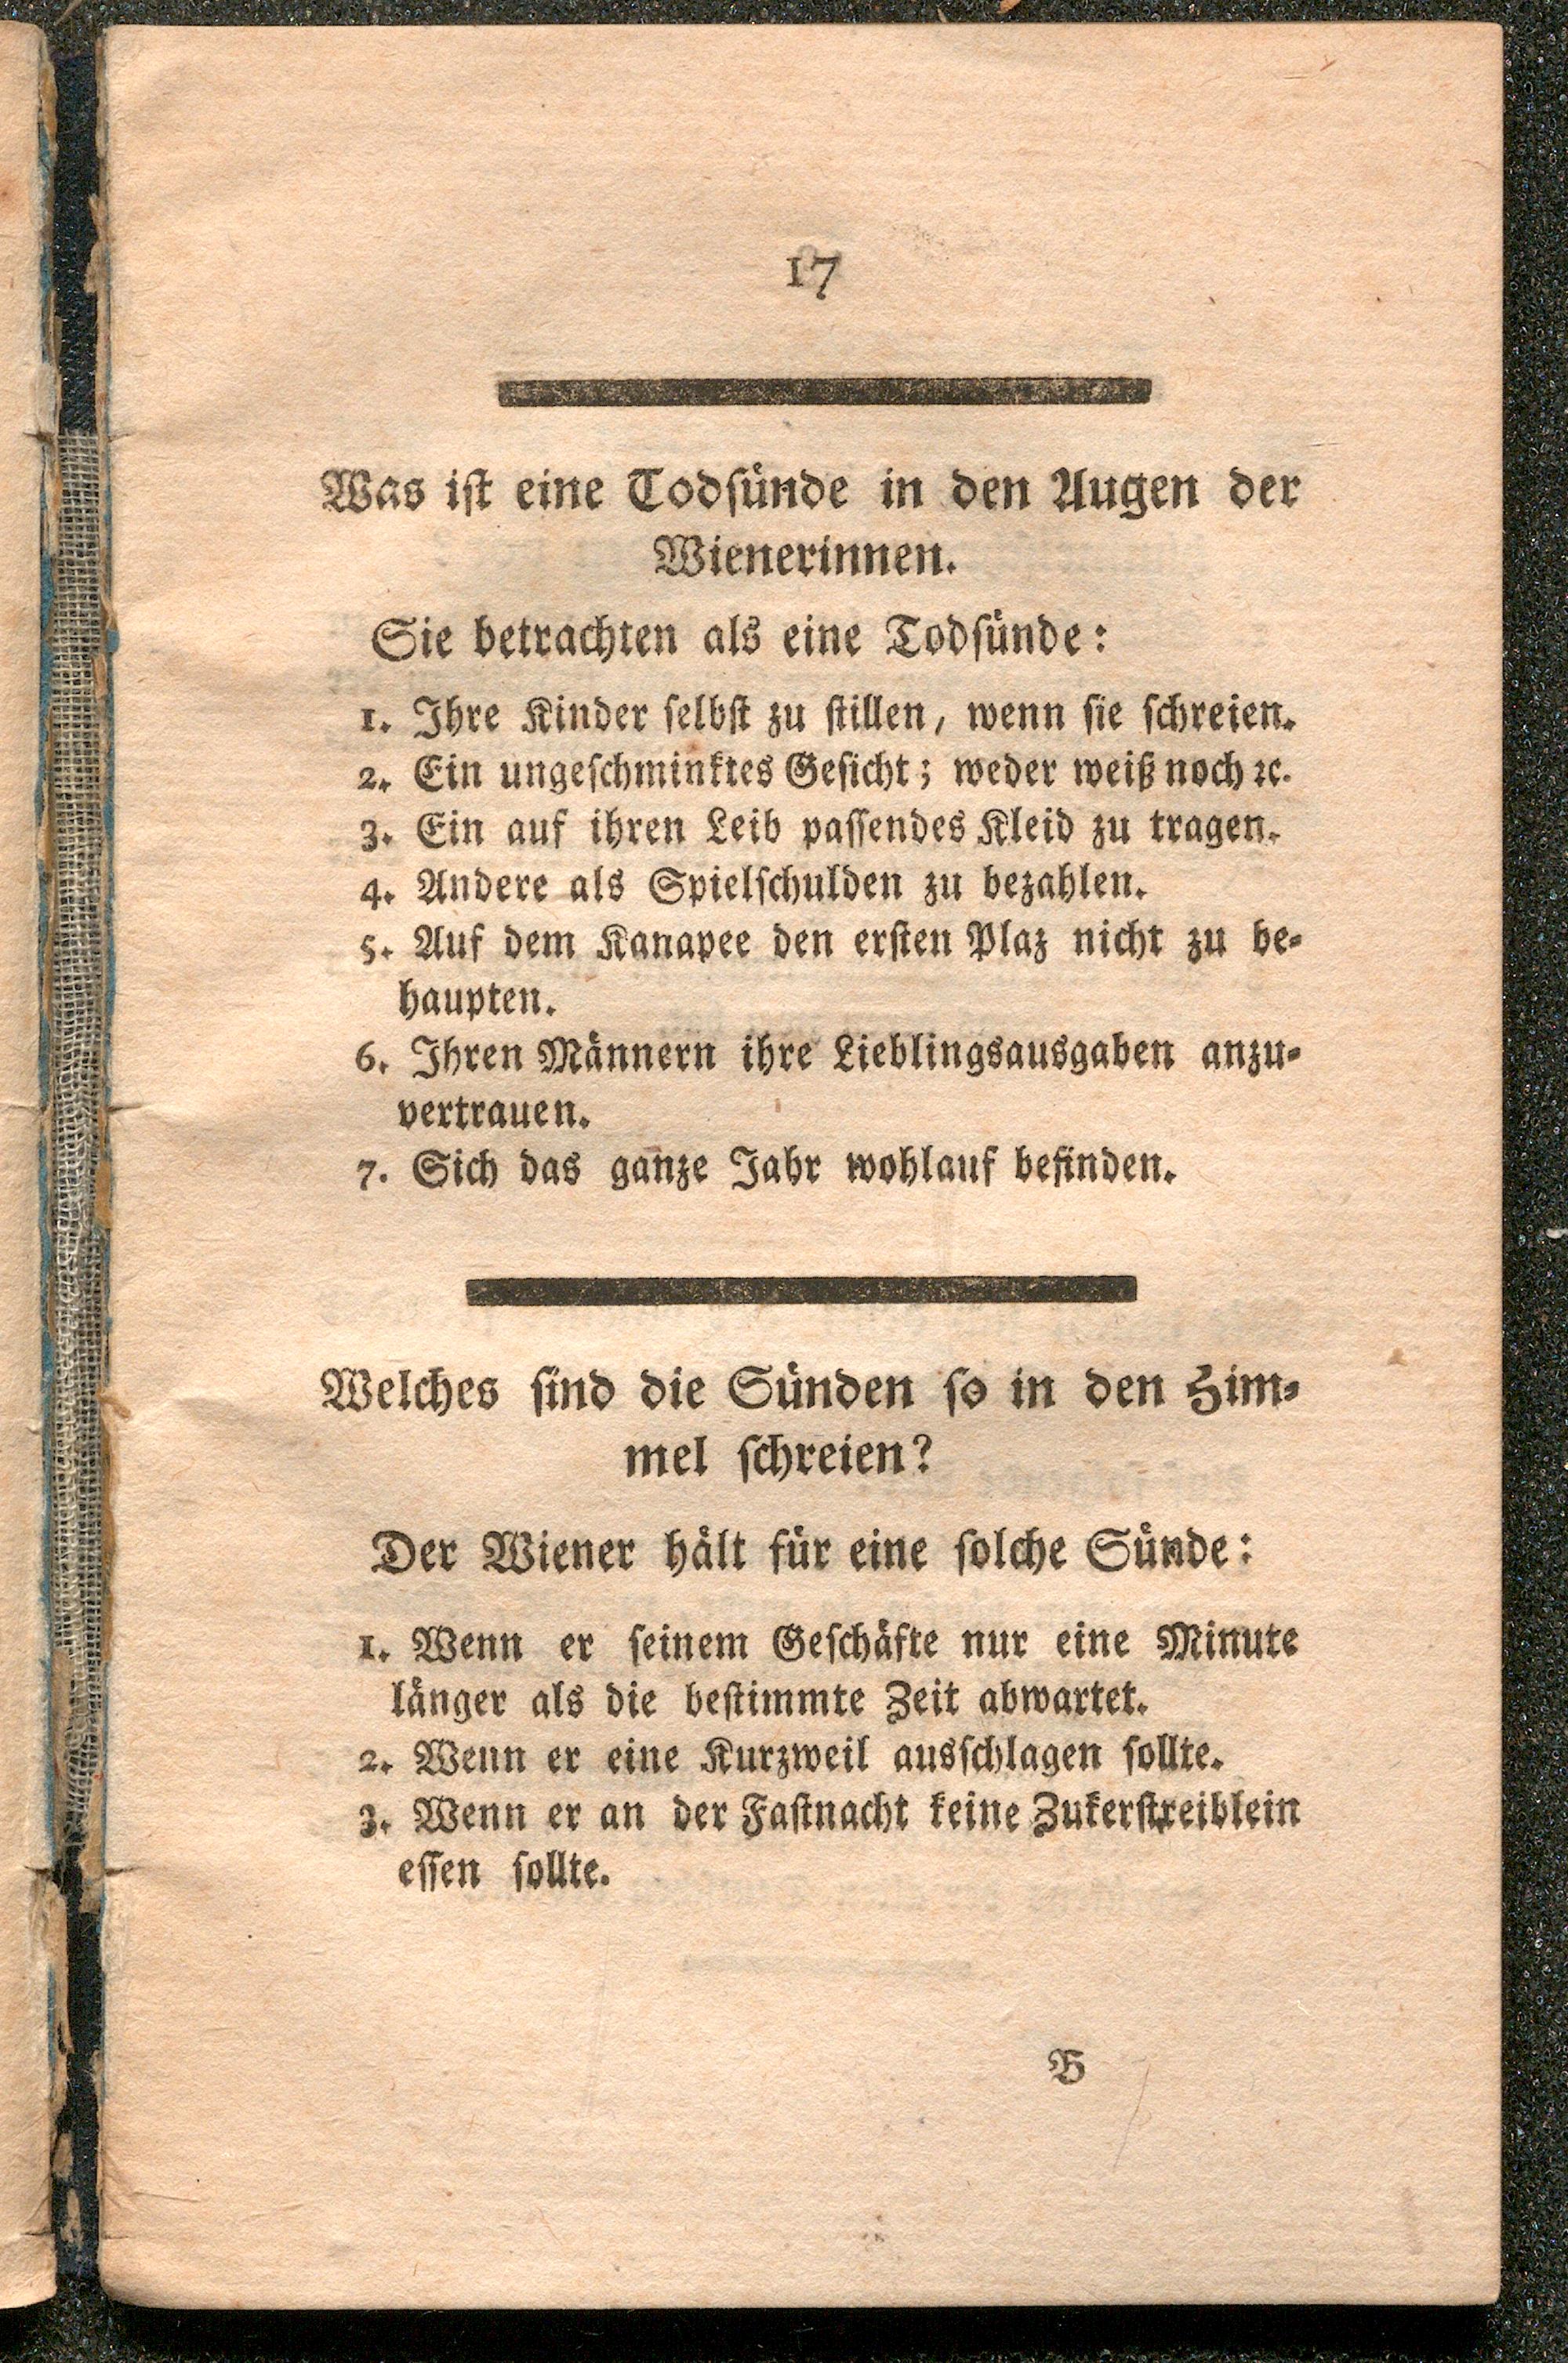 17
Was ist eine Todsünde in den Augen der
Wienerinnen.
Sie betrachten als eine Todsünde:
1. Ihre Kinder selbst zu stillen, wenn sie schreien.
2. Ein ungeschminktes Gesicht; weder weiß noch ꝛc.
3. Ein auf ihren Leib passendes Kleid zu tragen.
4. Andere als Spielschulden zu bezahlen.
5. Auf dem Kanapee den ersten Plaz nicht zu be-
haupten.
6. Ihren Männern ihre Lieblingsausgaben anzu-
vertrauen.
7. Sich das ganze Jahr wohlauf befinden.
Welches sind die Sünden so in den Him-
mel schreien?
Der Wiener hält für eine solche Sünde:
1. Wenn er seinem Geschäfte nur eine Minute
länger als die bestimmte Zeit abwartet.
2. Wenn er eine Kurzweil ausschlagen sollte.
3. Wenn er an der Fastnacht keine Zukerstreiblein
essen sollte.
B